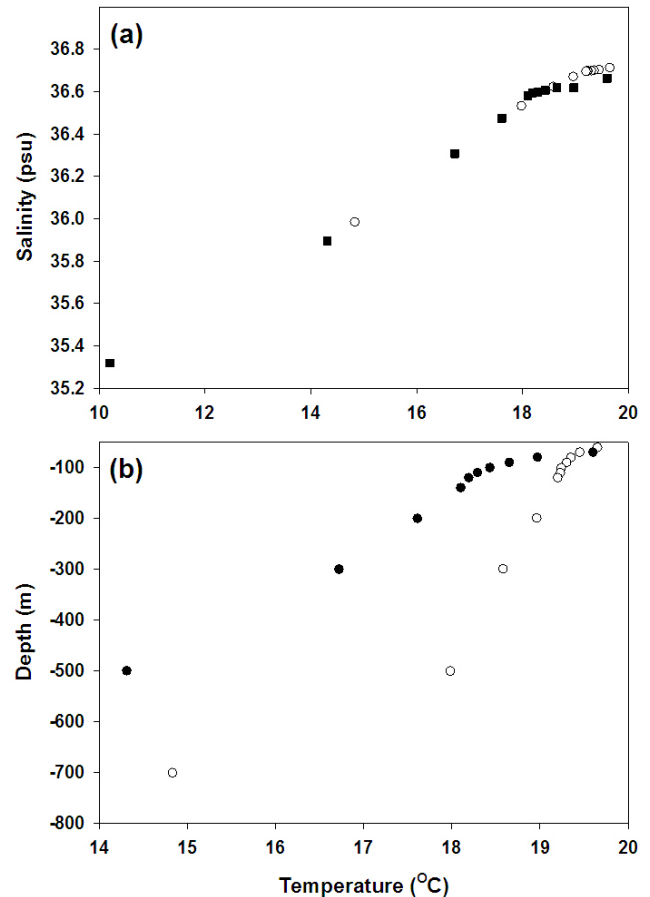 (a)
Salinity (psu)
36.8
36.6
36.4
36.2
36.0
35.8
35.6
35.4
35.2
10 12 14 16 18 20
(b)
Depth (m)
-100
-200
-300
-400
-500
-600
-700
-800
14 15 16 17 18 19 20
Temperature (OC)